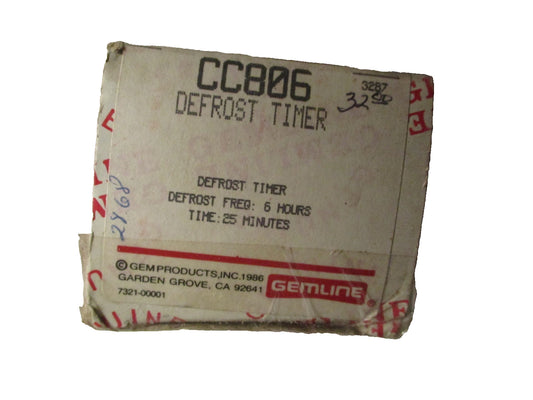 CC806
3287
32 50
DEFROST TIMER
DEFROST TIMER
DEFROST FREQ: 6 HOURS
TIME:25 MINUTES
29.68
© GEM PRODUCTS, INC. 1986
GARDEN GROVE, CA 92641
7321-00001
GEMLINE